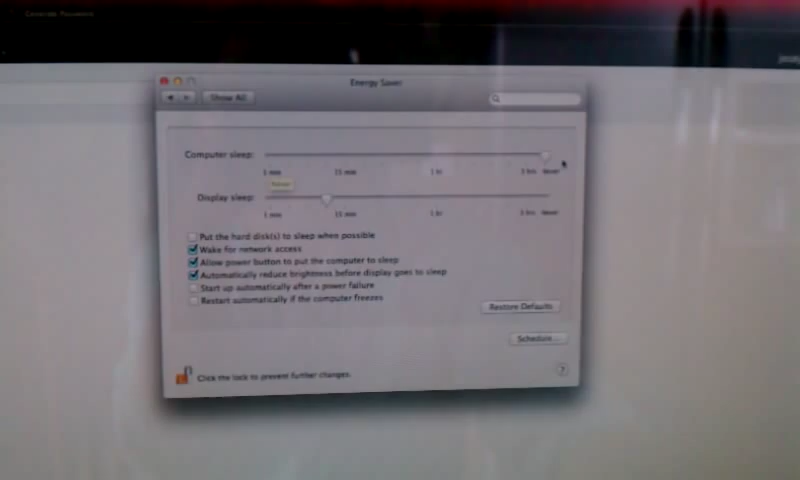 Energy Saver
Show All
Computer sleep:
1 min 15 min 1 hr 3 hrs Never
Never
Display sleep:
1 min 15 min 1 hr 3 hrs Never
Put the hard disk(s) to sleep when possible
Wake for network access
Allow power button to put the computer to sleep
Automatically reduce brightness before display goes to sleep
Start up automatically after a power failure
Restart automatically if the computer freezes
Restore Defaults
Schedule...
Click the lock to prevent further changes.
?